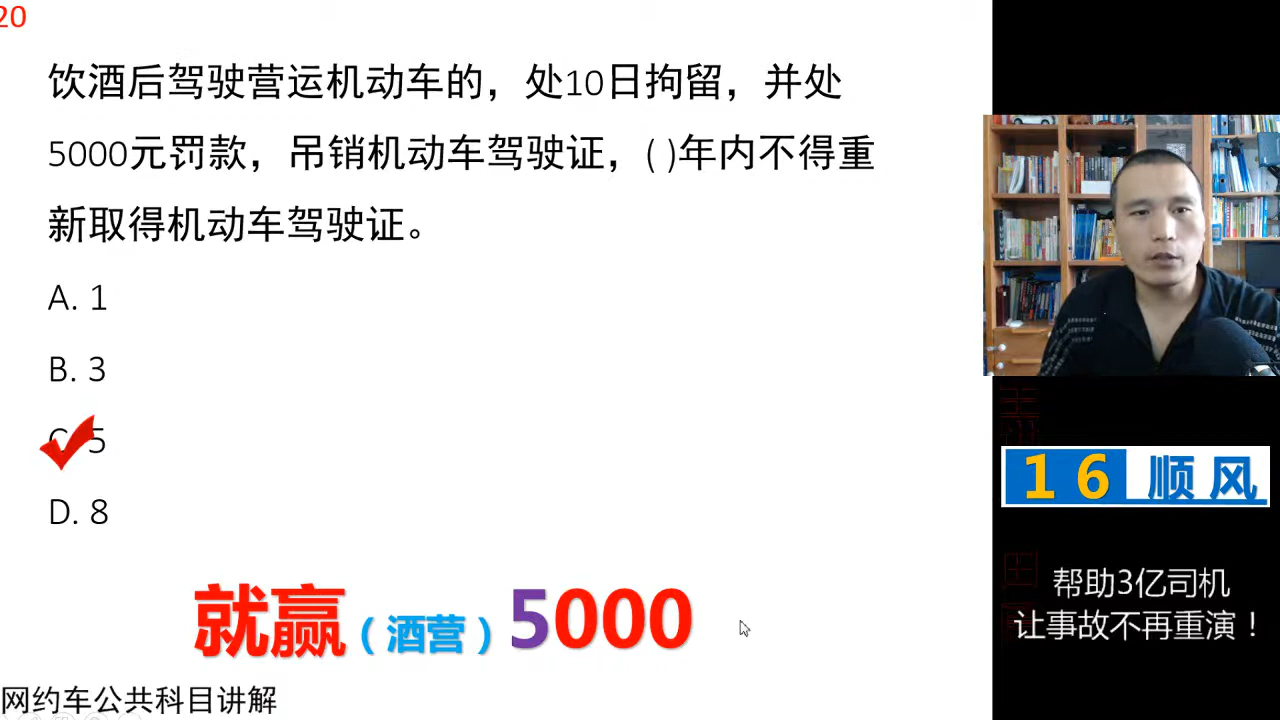 20
饮酒后驾驶营运机动车的，处10日拘留，并处
5000元罚款，吊销机动车驾驶证，( )年内不得重
新取得机动车驾驶证。
A. 1
B. 3
C. 5
D. 8
就赢（酒营）5000
网约车公共科目讲解
16 顺风
帮助3亿司机
让事故不再重演！